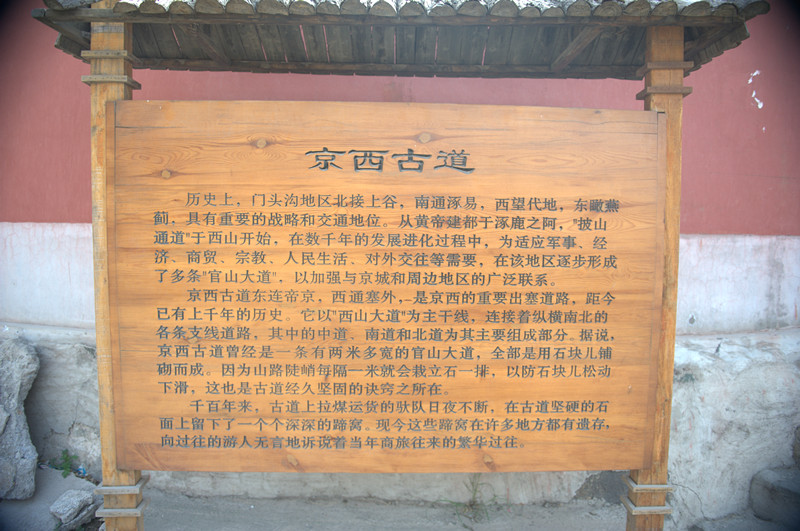 京西古道
历史上，门头沟地区北接上谷，南通涿易，西望代地，东瞰燕
蓟，具有重要的战略和交通地位。从黄帝建都于涿鹿之阿，"披山
通道"于西山开始，在数千年的发展进化过程中，为适应军事、经
济、商贸、宗教、人民生活、对外交往等需要，在该地区逐步形成
了多条"官山大道"，以加强与京城和周边地区的广泛联系。
京西古道东连帝京，西通塞外，是京西的重要出塞道路，距今
已有上千年的历史。它以"西山大道"为主干线，连接着纵横南北的
各条支线道路，其中的中道、南道和北道为其主要组成部分。据说，
京西古道曾经是一条有两米多宽的官山大道，全部是用石块儿铺
砌而成。因为山路陡峭每隔一米就会栽立石一排，以防石块儿松动
下滑，这也是古道经久坚固的诀窍之所在。
千百年来，古道上拉煤运货的驮队日夜不断，在古道坚硬的石
面上留下了一个个深深的蹄窝。现今这些蹄窝在许多地方都有遗存，
向过往的游人无言地诉说着当年商旅往来的繁华过往。